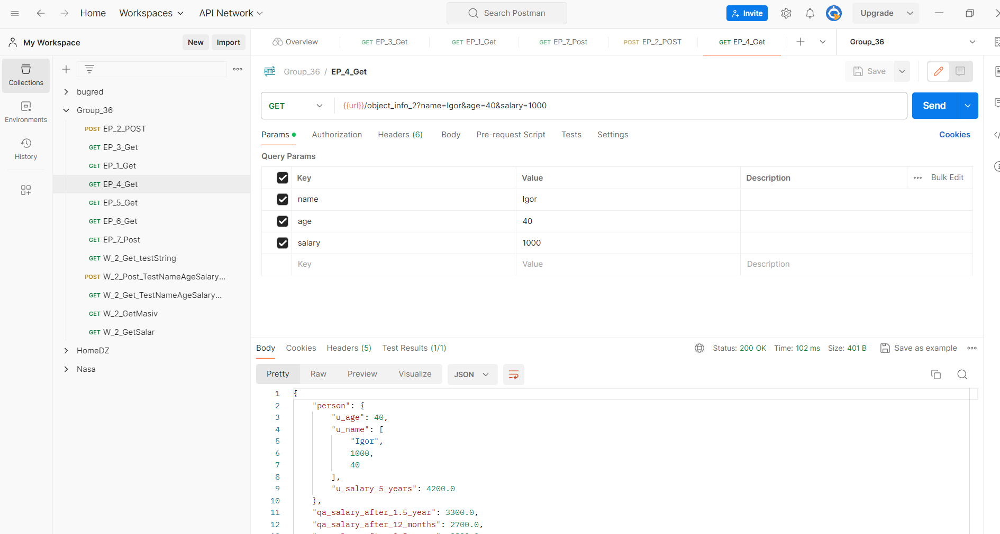 Home Workspaces API Network Search Postman Invite Upgrade
My Workspace New Import
Overview GET EP_3_Get GET EP_1_Get GET EP_7_Post POST EP_2_POST GET EP_4_Get Group_36
Collections
Environments
History
bugred
Group_36
POST EP_2_POST
GET EP_3_Get
GET EP_1_Get
GET EP_4_Get
GET EP_5_Get
GET EP_6_Get
GET EP_7_Post
GET W_2_Get_testString
POST W_2_Post_TestNameAgeSalary...
GET W_2_Get_TestNameAgeSalary...
GET W_2_GetMasiv
GET W_2_GetSalar
HomeDZ
Nasa
HTTP Group_36 / EP_4_Get Save
GET {{url}}/object_info_2?name=Igor&age=40&salary=1000 Send
Params Authorization Headers (6) Body Pre-request Script Tests Settings Cookies
Query Params
Key Value Description Bulk Edit
name Igor
age 40
salary 1000
Key Value Description
Body Cookies Headers (5) Test Results (1/1) Status: 200 OK Time: 102 ms Size: 401 B Save as example
Pretty Raw Preview Visualize JSON
1 {
2 "person": {
3 "u_age": 40,
4 "u_name": [
5 "Igor",
6 1000,
7 40
8 ],
9 "u_salary_5_years": 4200.0
10 },
11 "qa_salary_after_1.5_year": 3300.0,
12 "qa_salary_after_12_months": 2700.0,